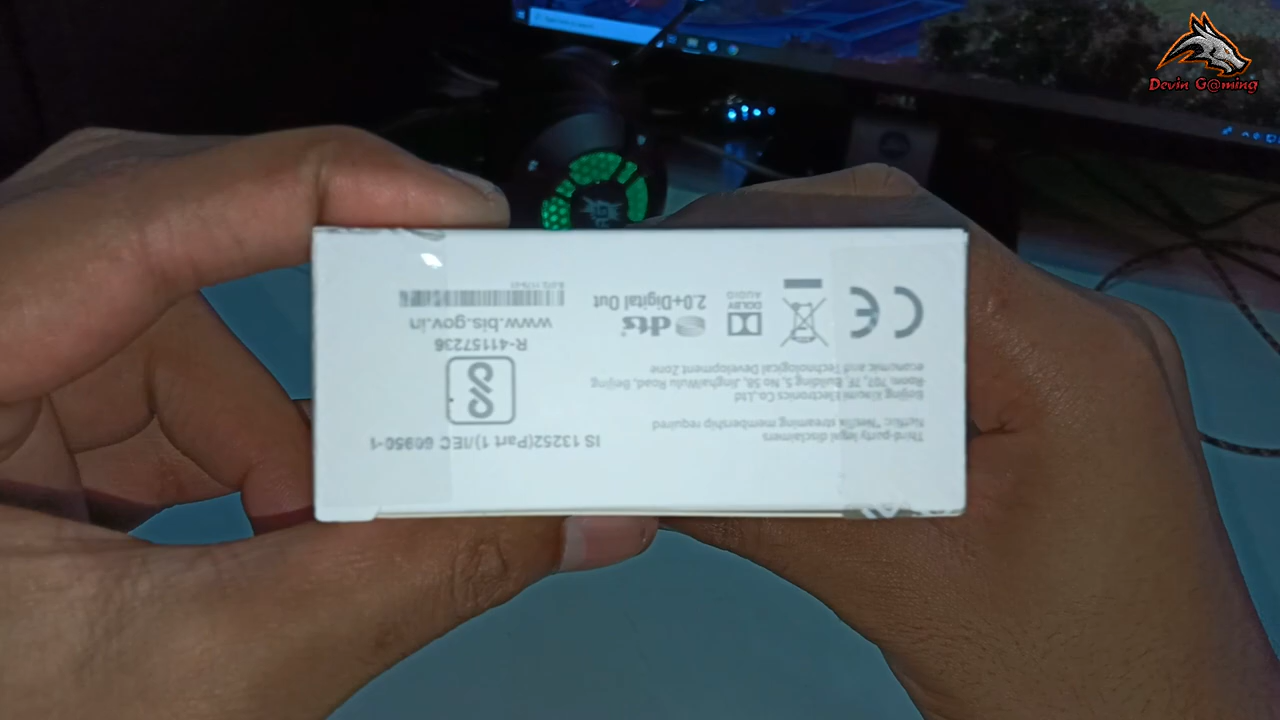 Devin G@ming
DELL
Third-party legal disclaimers
Netflix: "Netflix streaming membership required
Beijing Xiaomi Electronics Co.,Ltd
Room 707, 7F, Building 5, No 58, JinghaiWulu Road, Beijing
economic and Technological Development Zone
CE
DOLBY
AUDIO
dts
2.0+Digital Out
IS 13252(Part 1)/IEC 60950-1
R-41157236
www.bis.gov.in